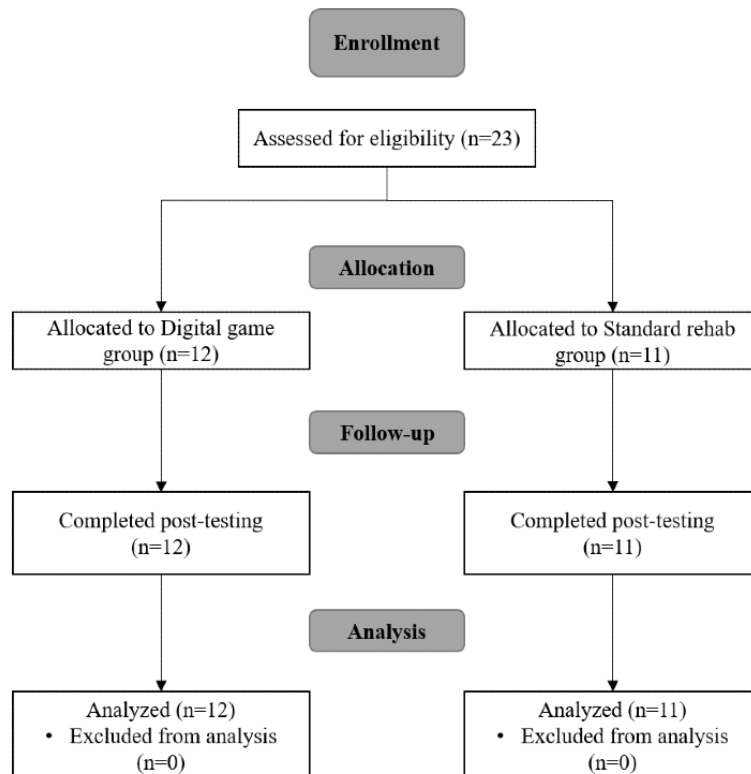 Enrollment
Assessed for eligibility (n=23)
Allocation
Allocated to Digital game
group (n=12)
Allocated to Standard rehab
group (n=11)
Follow-up
Completed post-testing
(n=12)
Completed post-testing
(n=11)
Analysis
Analyzed (n=12)
• Excluded from analysis
(n=0)
Analyzed (n=11)
• Excluded from analysis
(n=0)